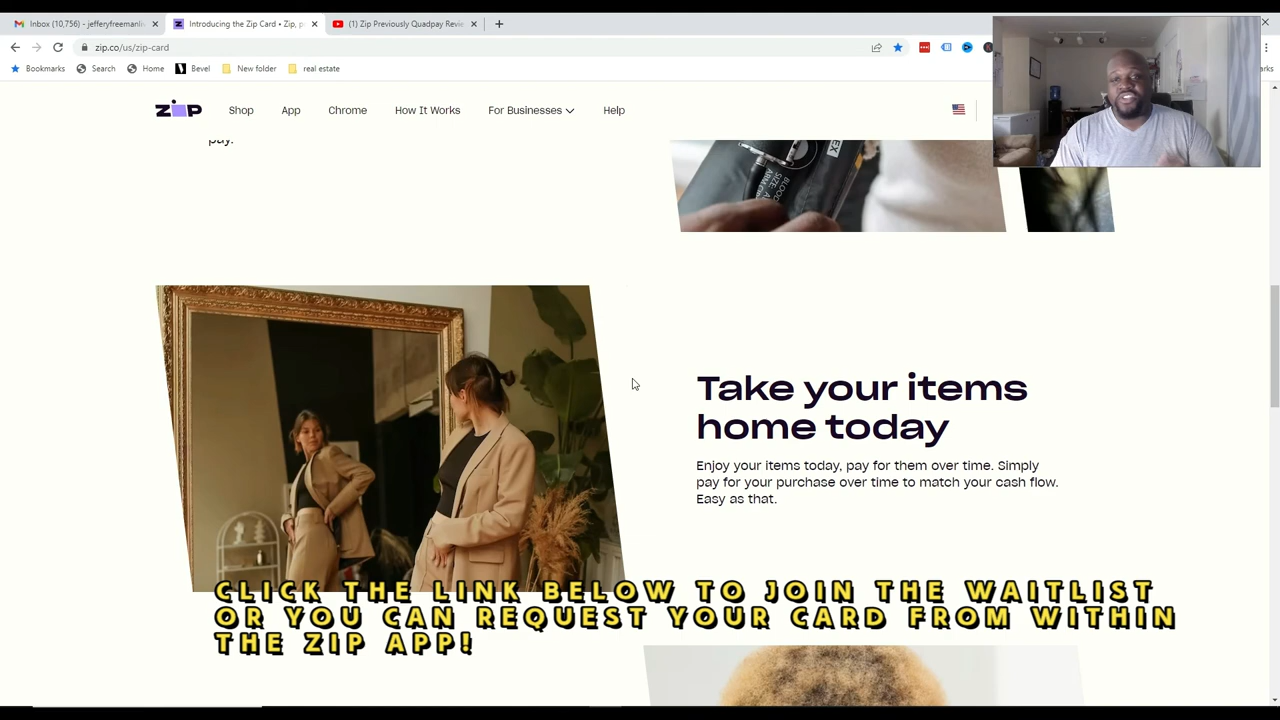 Inbox (10,756) - jefferyfreemanli
Introducing the Zip Card • Zip, p
(1) Zip Previously Quadpay Revie
zip.co/us/zip-card
Bookmarks
Search
Home
Bevel
New folder
real estate
zip
Shop
App
Chrome
How It Works
For Businesses
Help
pay.
Take your items
home today
Enjoy your items today, pay for them over time. Simply
pay for your purchase over time to match your cash flow.
Easy as that.
CLICK THE LINK BELOW TO JOIN THE WAITLIST
OR YOU CAN REQUEST YOUR CARD FROM WITHIN
THE ZIP APP!